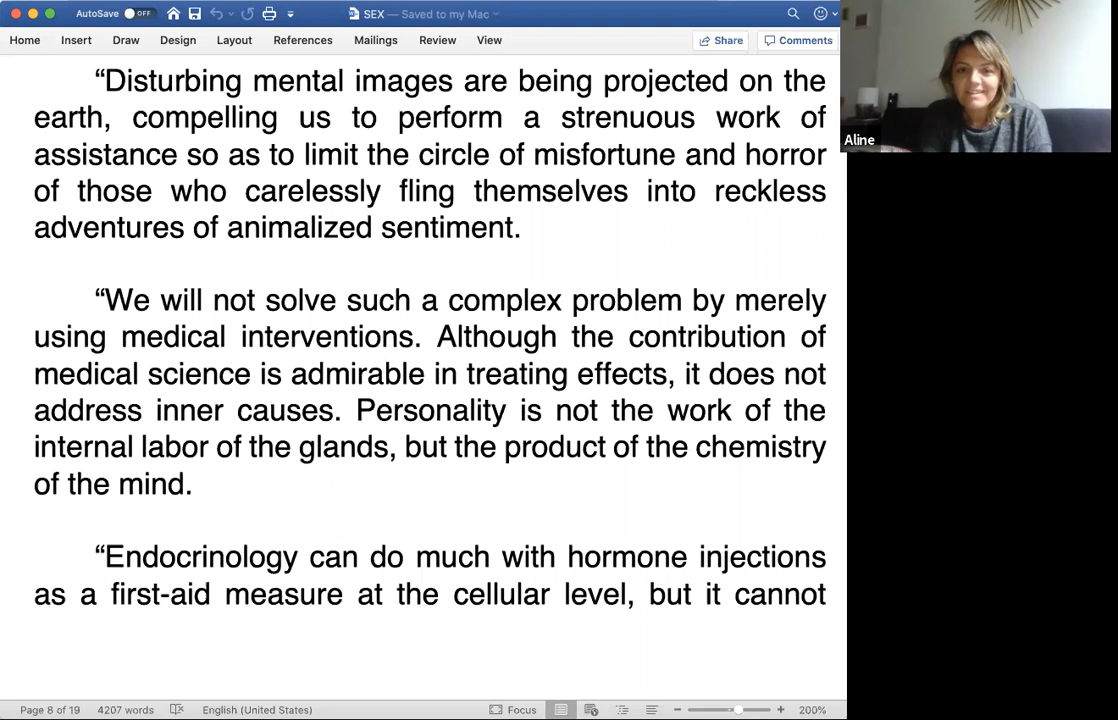 AutoSave OFF
SEX — Saved to my Mac
Home Insert Draw Design Layout References Mailings Review View Share Comments
“Disturbing mental images are being projected on the
earth, compelling us to perform a strenuous work of
assistance so as to limit the circle of misfortune and horror
of those who carelessly fling themselves into reckless
adventures of animalized sentiment.
“We will not solve such a complex problem by merely
using medical interventions. Although the contribution of
medical science is admirable in treating effects, it does not
address inner causes. Personality is not the work of the
internal labor of the glands, but the product of the chemistry
of the mind.
“Endocrinology can do much with hormone injections
as a first-aid measure at the cellular level, but it cannot
Page 8 of 19 4207 words English (United States) Focus 200%
Aline